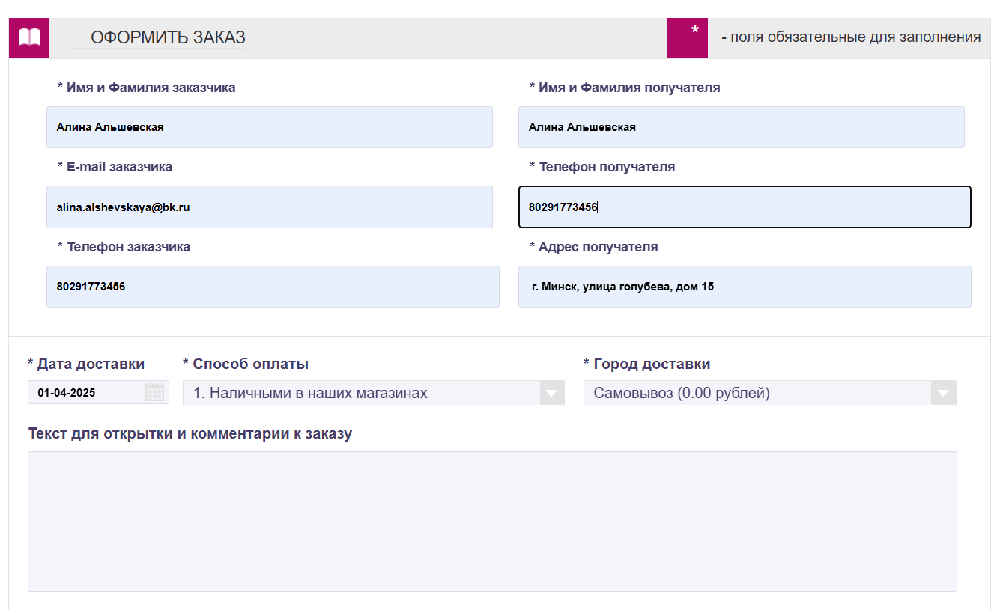 ОФОРМИТЬ ЗАКАЗ
* - поля обязательные для заполнения
* Имя и Фамилия заказчика
* Имя и Фамилия получателя
Алина Альшевская
Алина Альшевская
* E-mail заказчика
* Телефон получателя
alina.alshevskaya@bk.ru
80291773456
* Телефон заказчика
* Адрес получателя
80291773456
г. Минск, улица голубева, дом 15
* Дата доставки
* Способ оплаты
* Город доставки
01-04-2025
1. Наличными в наших магазинах
Самовывоз (0.00 рублей)
Текст для открытки и комментарии к заказу